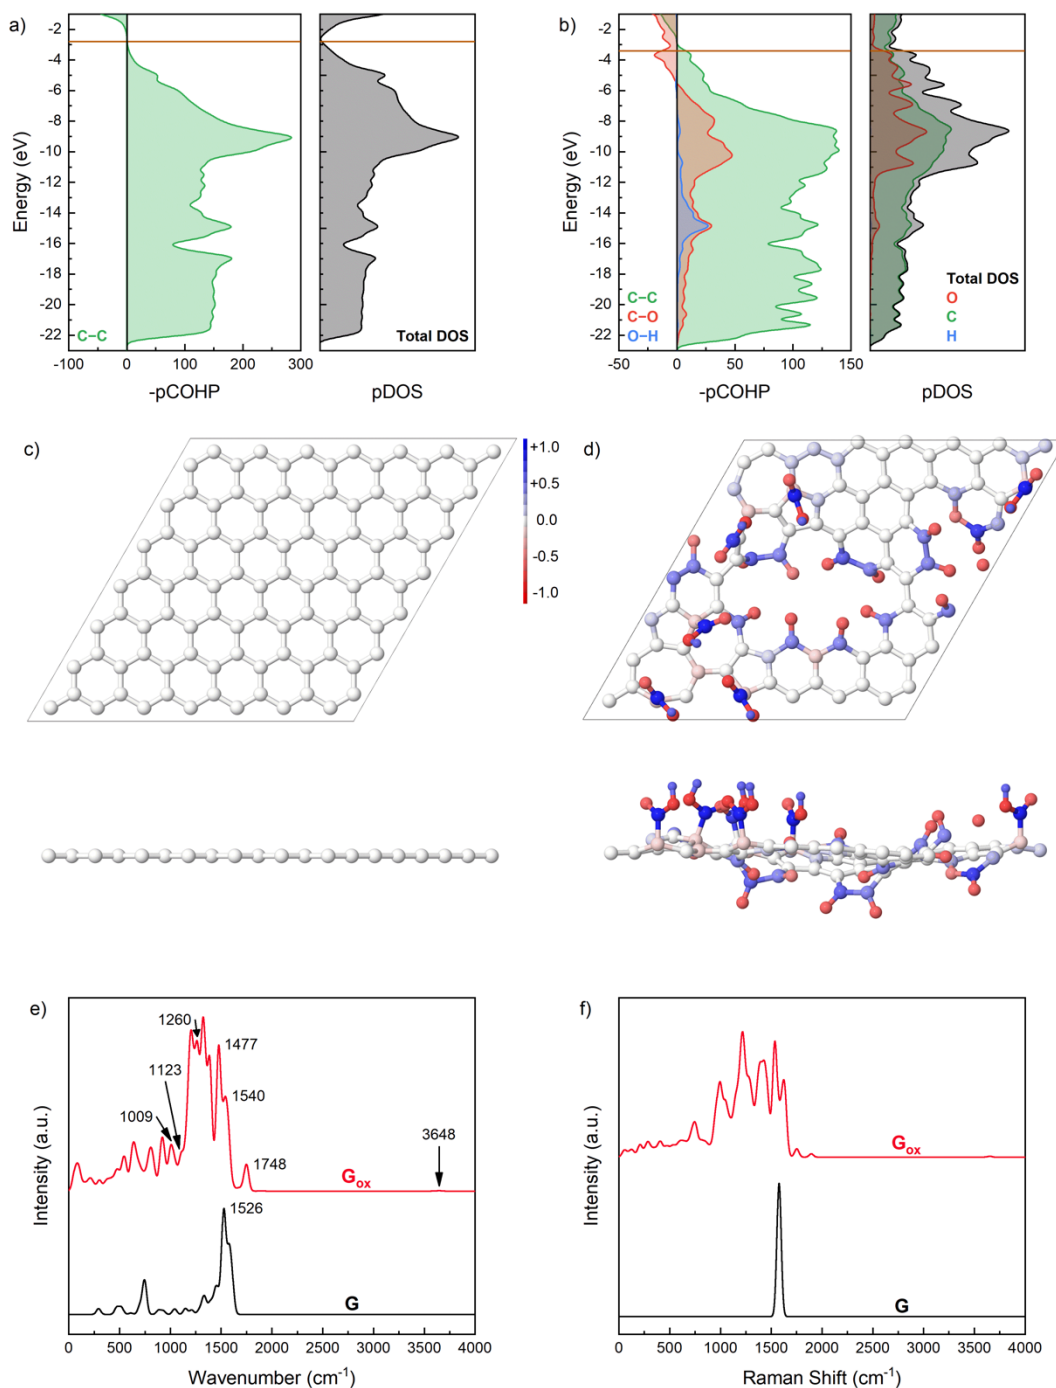 a)
-2
-4
-6
-8
-10
-12
-14
-16
-18
-20
-22
Energy (eV)
C–C
-100
0
100
200
300
-pCOHP
Total DOS
pDOS
b)
-2
-4
-6
-8
-10
-12
-14
-16
-18
-20
-22
Energy (eV)
C–C
C–O
O–H
-50
0
50
100
150
-pCOHP
Total DOS
O
C
H
pDOS
c)
+1.0
+0.5
0.0
-0.5
-1.0
d)
e)
1260
1477
1123
1540
1009
1748
3648
Gox
1526
G
Intensity (a.u.)
0
500
1000
1500
2000
2500
3000
3500
4000
Wavenumber (cm-1)
f)
Gox
G
Intensity (a.u.)
0
500
1000
1500
2000
2500
3000
3500
4000
Raman Shift (cm-1)